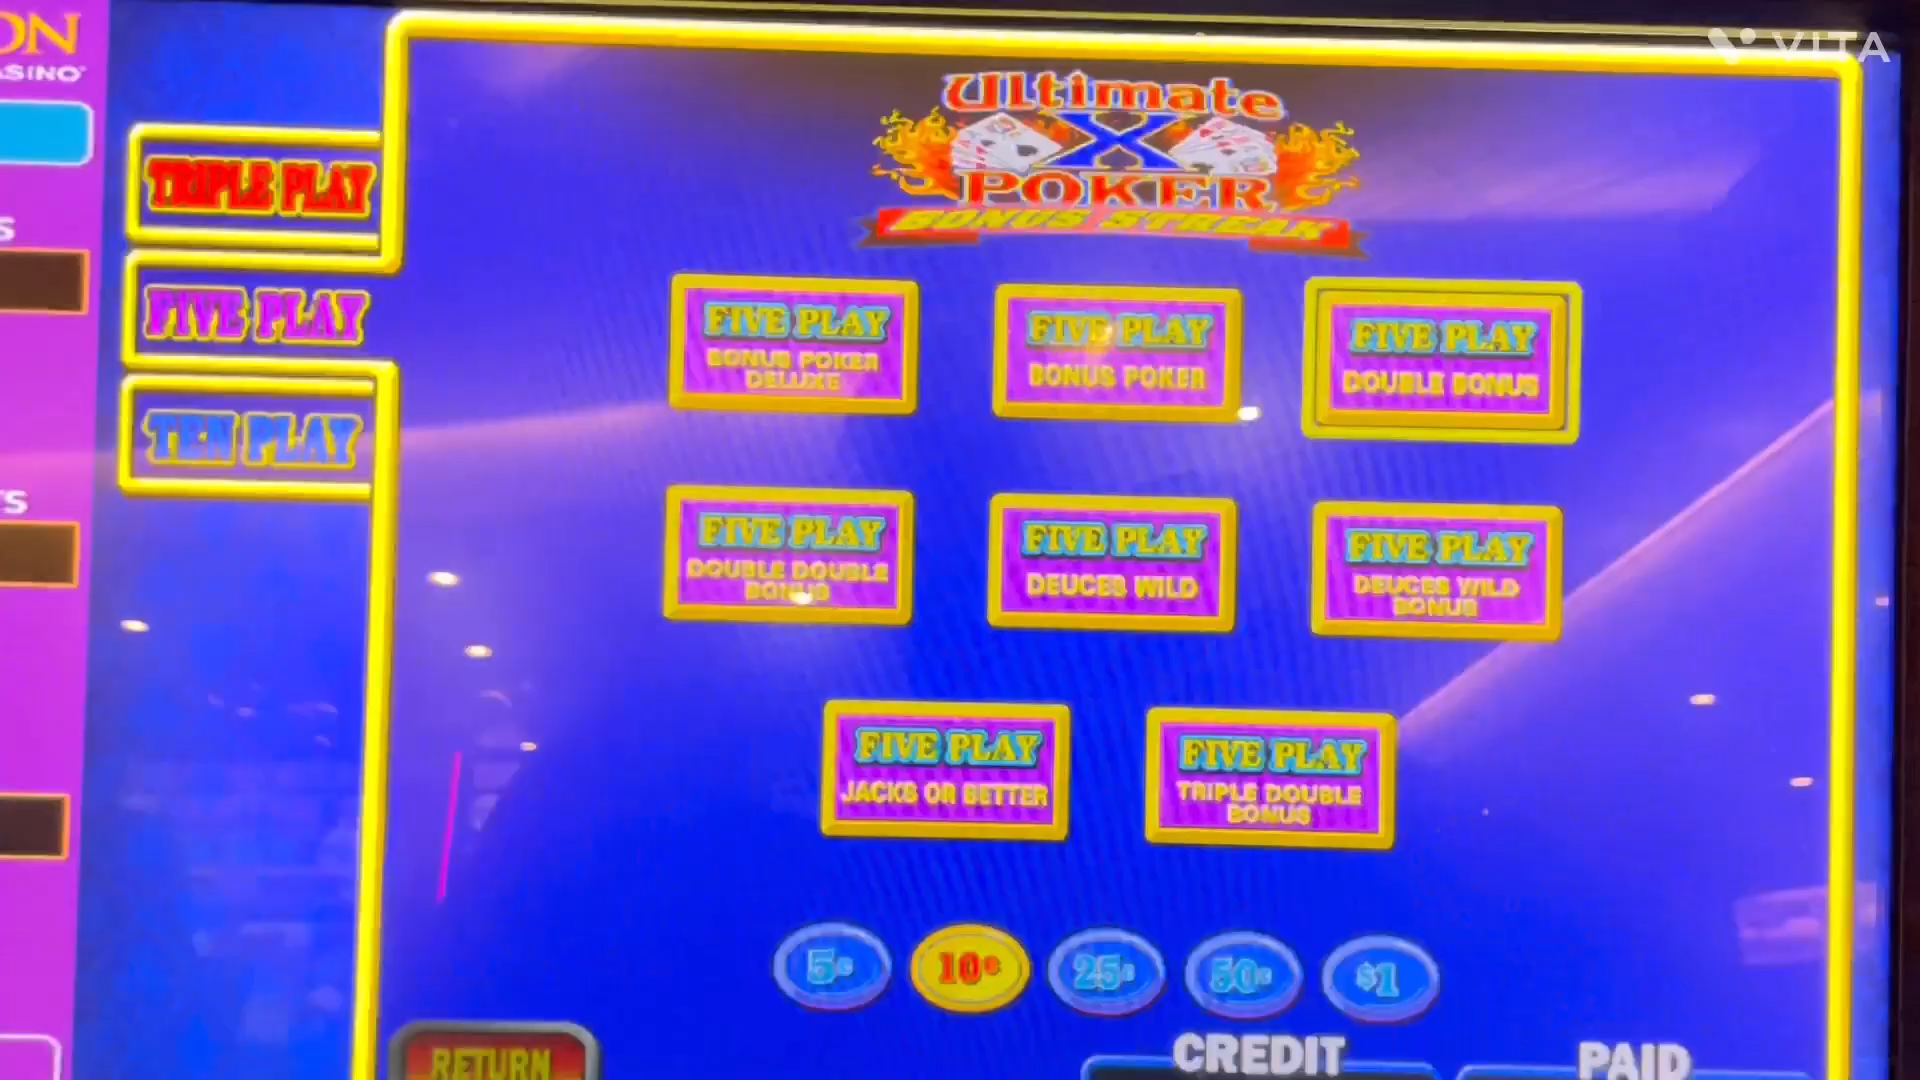 ON
ASINO
VITA
Ultimate
X
POKER
BONUS STREAK
TRIPLE PLAY
FIVE PLAY
TEN PLAY
S
TS
FIVE PLAY
BONUS POKER
DELUXE
FIVE PLAY
BONUS POKER
FIVE PLAY
DOUBLE BONUS
FIVE PLAY
DOUBLE DOUBLE
BONUS
FIVE PLAY
DEUCES WILD
FIVE PLAY
DEUCES WILD
BONUS
FIVE PLAY
JACKS OR BETTER
FIVE PLAY
TRIPLE DOUBLE
BONUS
5¢
10¢
25¢
50¢
$1
RETURN
CREDIT
PAID